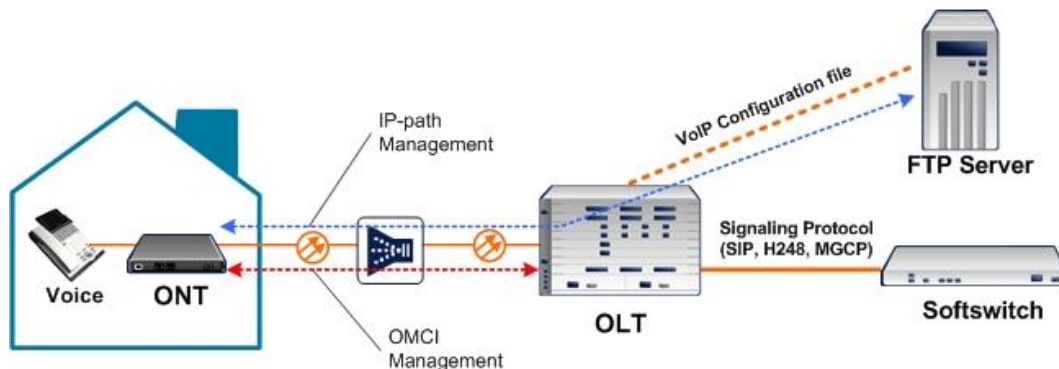 VoIP Configuration file
FTP Server
IP-path
Management
Signaling Protocol
(SIP, H248, MGCP)
Voice
ONT
OLT
Softswitch
OMCI
Management